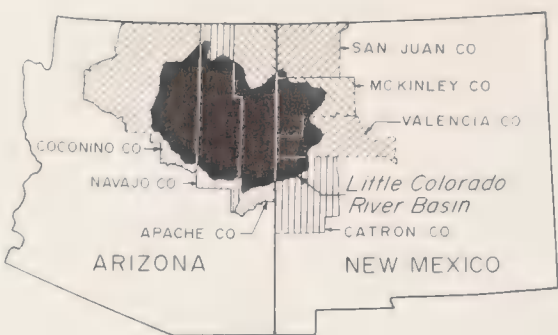 SAN JUAN CO
MCKINLEY CO
VALENCIA CO
COCONINO CO
NAVAJO CO
Little Colorado
River Basin
APACHE CO
CATRON CO
ARIZONA
NEW MEXICO